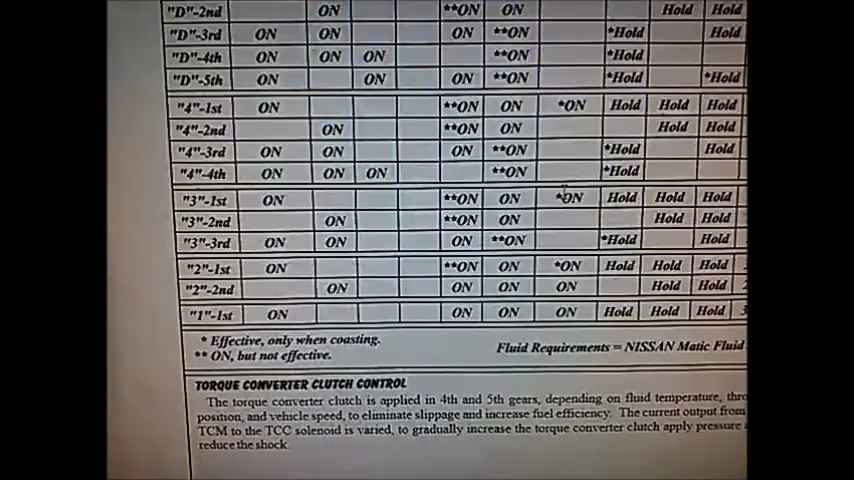 "D"-2nd ON **ON ON Hold Hold
"D"-3rd ON ON ON **ON *Hold Hold
"D"-4th ON ON ON **ON *Hold
"D"-5th ON ON ON **ON *Hold *Hold
"4"-1st ON **ON ON *ON Hold Hold Hold
"4"-2nd ON **ON ON Hold Hold
"4"-3rd ON ON ON **ON *Hold Hold
"4"-4th ON ON ON **ON *Hold
"3"-1st ON **ON ON *ON Hold Hold Hold
"3"-2nd ON **ON ON Hold Hold
"3"-3rd ON ON ON **ON *Hold Hold
"2"-1st ON **ON ON *ON Hold Hold Hold
"2"-2nd ON ON ON ON Hold Hold
"1"-1st ON ON ON ON Hold Hold Hold
* Effective, only when coasting.
** ON, but not effective.
Fluid Requirements = NISSAN Matic Fluid
TORQUE CONVERTER CLUTCH CONTROL
The torque converter clutch is applied in 4th and 5th gears, depending on fluid temperature,
position, and vehicle speed, to eliminate slippage and increase fuel efficiency. The current output from
TCM to the TCC solenoid is varied, to gradually increase the torque converter clutch apply pressure
reduce the shock.